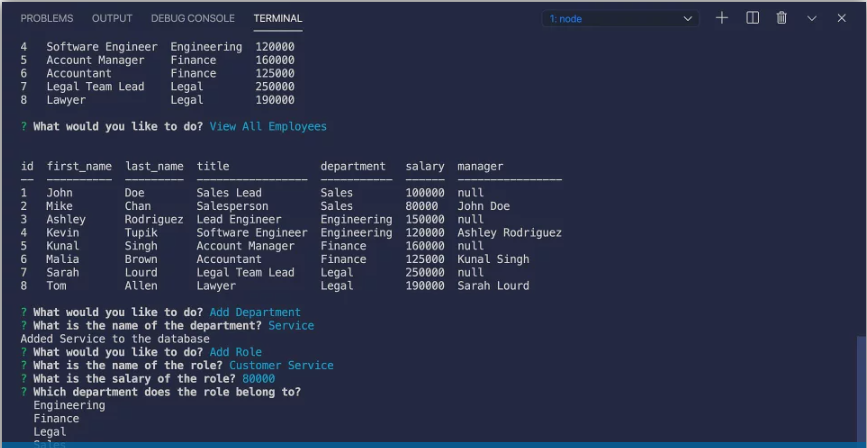 PROBLEMS OUTPUT DEBUG CONSOLE TERMINAL 1: node
4 Software Engineer Engineering 120000
5 Account Manager Finance 160000
6 Accountant Finance 125000
7 Legal Team Lead Legal 250000
8 Lawyer Legal 190000
? What would you like to do? View All Employees
id first_name last_name title department salary manager
1 John Doe Sales Lead Sales 100000 null
2 Mike Chan Salesperson Sales 80000 John Doe
3 Ashley Rodriguez Lead Engineer Engineering 150000 null
4 Kevin Tupik Software Engineer Engineering 120000 Ashley Rodriguez
5 Kunal Singh Account Manager Finance 160000 null
6 Malia Brown Accountant Finance 125000 Kunal Singh
7 Sarah Lourd Legal Team Lead Legal 250000 null
8 Tom Allen Lawyer Legal 190000 Sarah Lourd
? What would you like to do? Add Department
? What is the name of the department? Service
Added Service to the database
? What would you like to do? Add Role
? What is the name of the role? Customer Service
? What is the salary of the role? 80000
? Which department does the role belong to?
Engineering
Finance
Legal
Sales